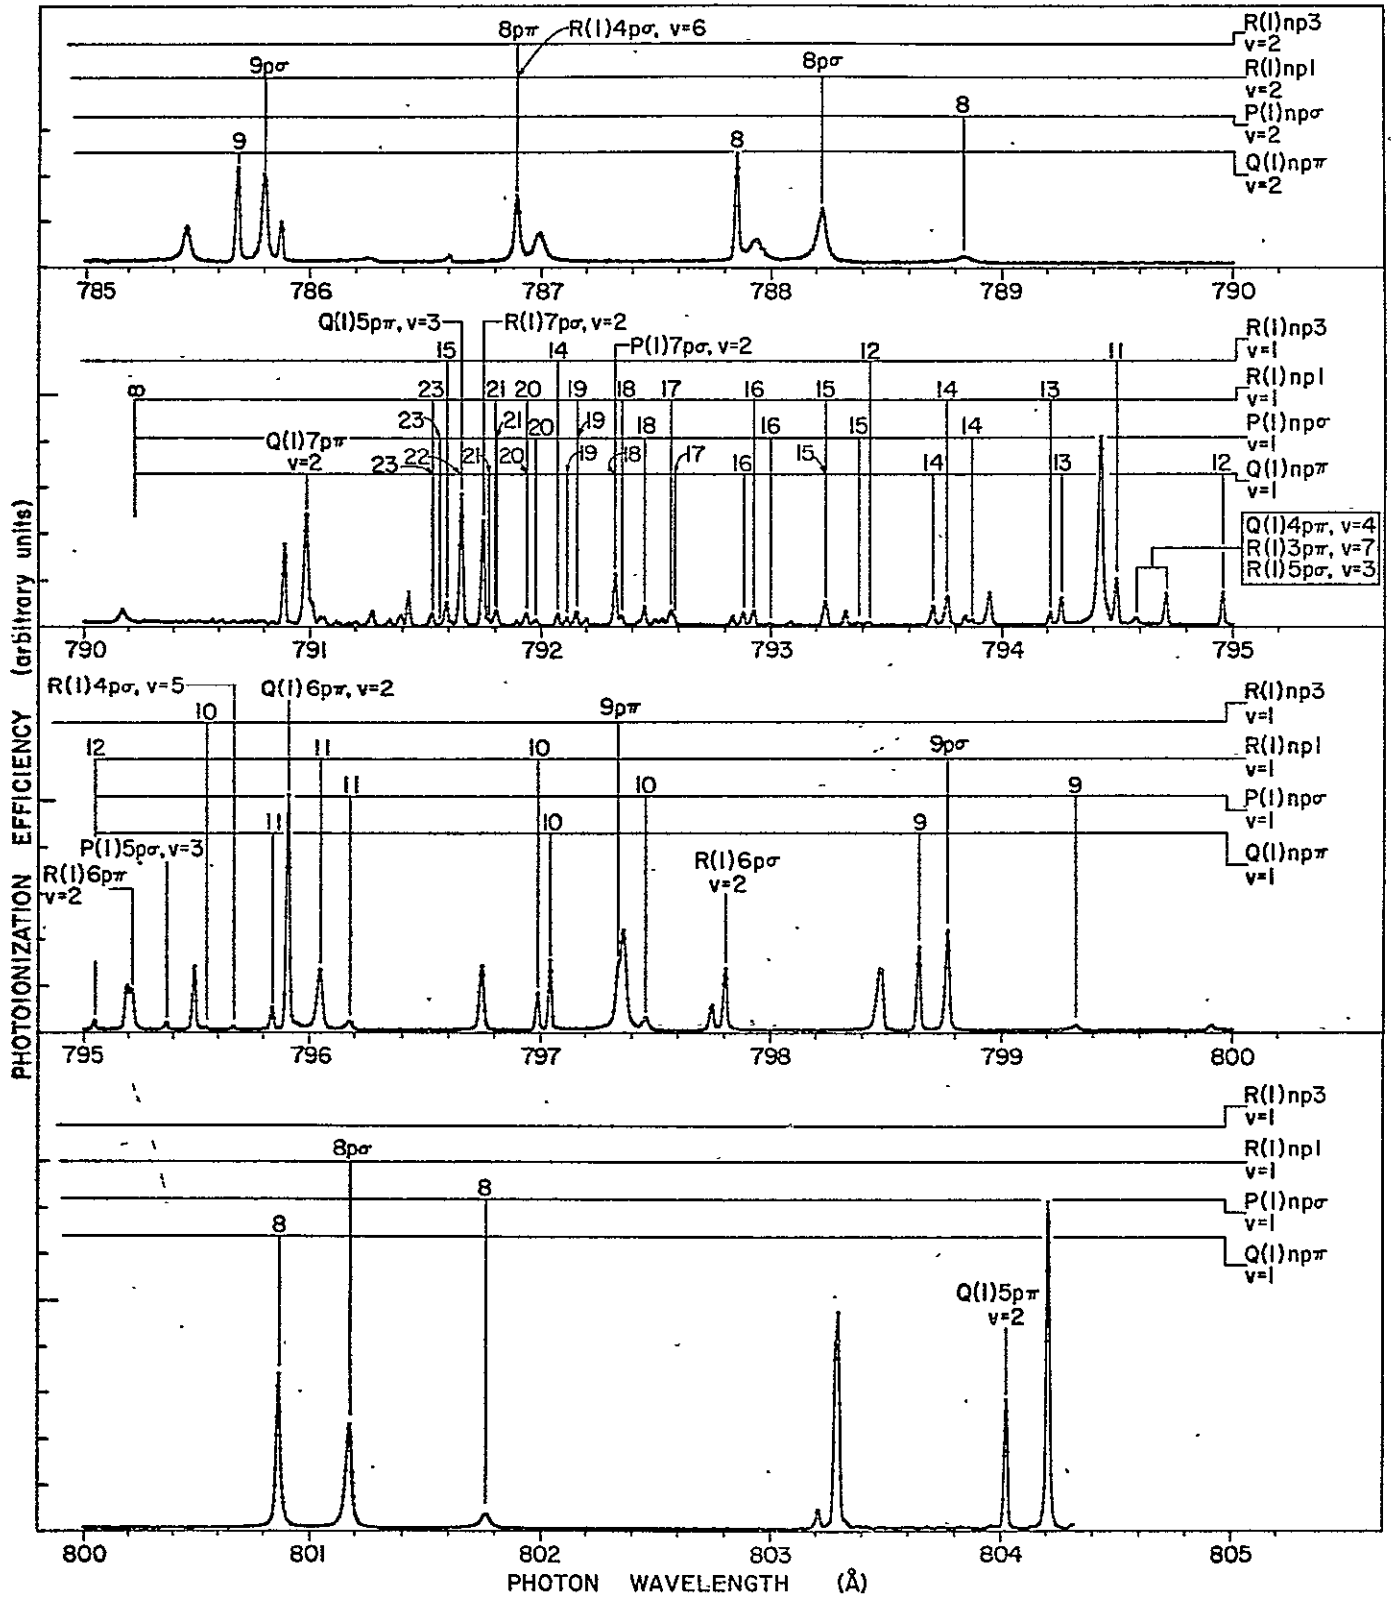 8pπ
R(1)4pσ, v=6
R(1)np3
v=2
9pσ
8pσ
R(1)np1
v=2
8
P(1)npσ
v=2
9
8
Q(1)npπ
v=2
785 786 787 788 789 790
Q(1)5pπ, v=3
R(1)7pσ, v=2
R(1)np3
v=1
15 14
P(1)7pσ, v=2
12 11
∞
23 21 20 19 18 17 16 15 14 13
R(1)np1
v=1
23 21 20 19 18 16 15 14
P(1)npσ
v=1
Q(1)7pπ
v=2
23 22 21 20 19 18 17 16 15 14 13 12
Q(1)npπ
v=1
Q(1)4pπ, v=4
R(1)3pπ, v=7
R(1)5pσ, v=3
790 791 792 793 794 795
R(1)4pσ, v=5
Q(1)6pπ, v=2
R(1)np3
v=1
10
9pπ
12 11 10
9pσ
R(1)np1
v=1
11 10 9
P(1)npσ
v=1
11 10 9
Q(1)npπ
v=1
P(1)5pσ, v=3
R(1)6pπ
v=2
R(1)6pσ
v=2
795 796 797 798 799 800
R(1)np3
v=1
8pσ
R(1)np1
v=1
8
P(1)npσ
v=1
8
Q(1)npπ
v=1
Q(1)5pπ
v=2
800 801 802 803 804 805
PHOTON WAVELENGTH (Å)
PHOTOIONIZATION EFFICIENCY (arbitrary units)